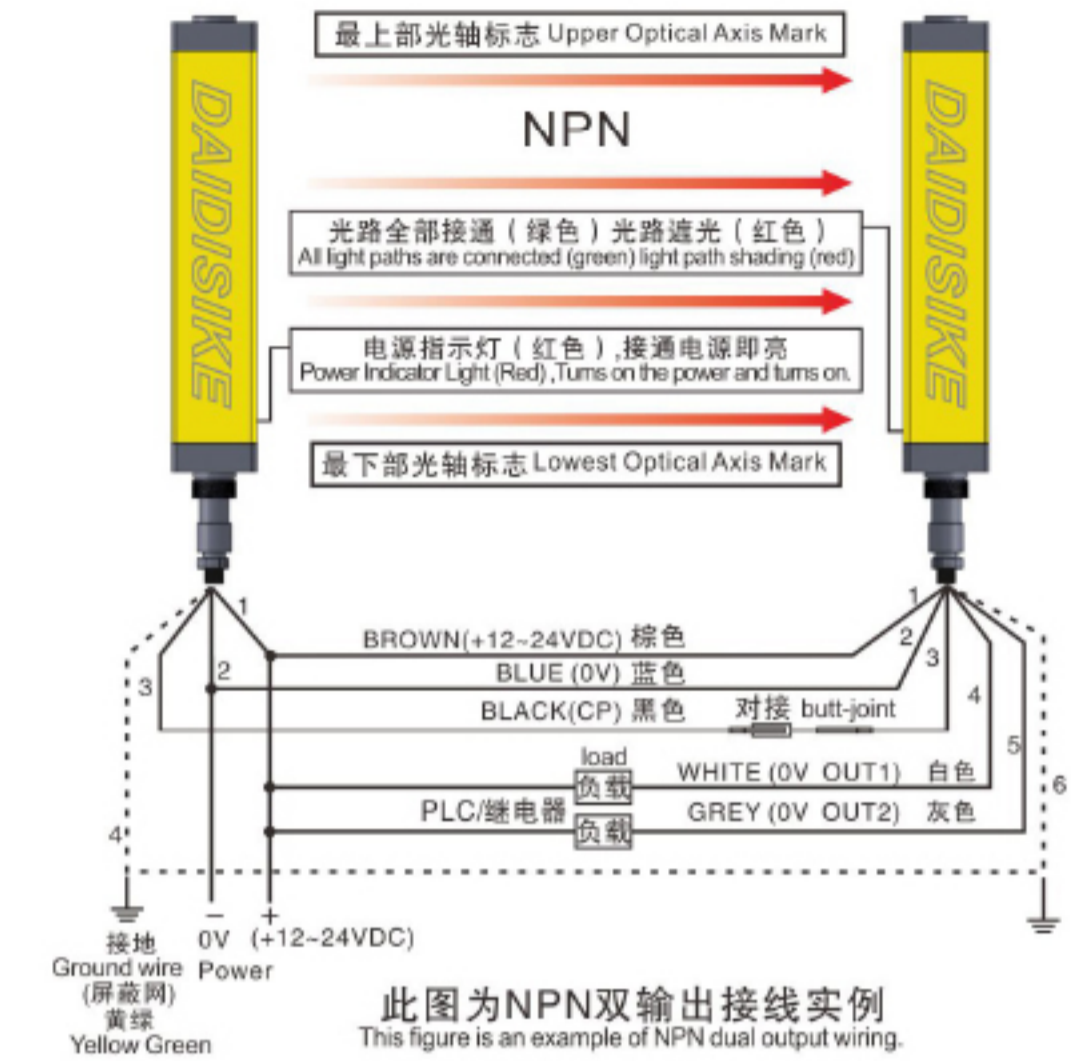 最上部光轴标志 Upper Optical Axis Mark
DAIDISIKE
DAIDISIKE
NPN
光路全部接通（绿色）光路遮光（红色）
All light paths are connected (green) light path shading (red)
电源指示灯（红色）,接通电源即亮
Power Indicator Light (Red) ,Turns on the power and turns on.
最下部光轴标志 Lowest Optical Axis Mark
1
1
BROWN(+12~24VDC) 棕色
2
2
BLUE (0V) 蓝色
3
3
4
BLACK(CP) 黑色
对接 butt-joint
5
load
负载
WHITE (0V OUT1) 白色
6
PLC/继电器
负载
GREY (0V OUT2) 灰色
4
− +
接地
0V (+12~24VDC)
Ground wire
Power
(屏蔽网)
黄绿
Yellow Green
此图为NPN双输出接线实例
This figure is an example of NPN dual output wiring.